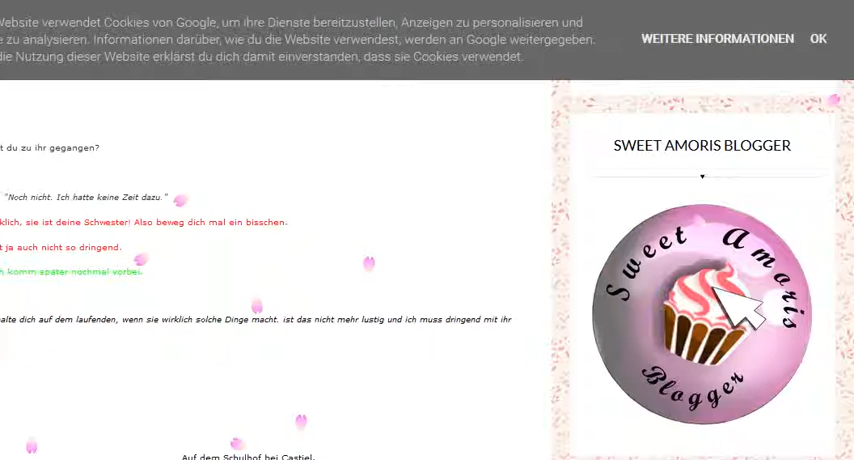 Website verwendet Cookies von Google, um ihre Dienste bereitzustellen, Anzeigen zu personalisieren und
e zu analysieren. Informationen darüber, wie du die Website verwendest, werden an Google weitergegeben.
die Nutzung dieser Website erklärst du dich damit einverstanden, dass sie Cookies verwendet.
WEITERE INFORMATIONEN OK
t du zu ihr gegangen?
SWEET AMORIS BLOGGER
"Noch nicht. Ich hatte keine Zeit dazu."
klich, sie ist deine Schwester! Also beweg dich mal ein bisschen.
t ja auch nicht so dringend.
h komm später nochmal vorbei.
alte dich auf dem laufenden, wenn sie wirklich solche Dinge macht. ist das nicht mehr lustig und ich muss dringend mit ihr
Auf dem Schulhof bei Castiel.
Sweet Amoris
Blogger